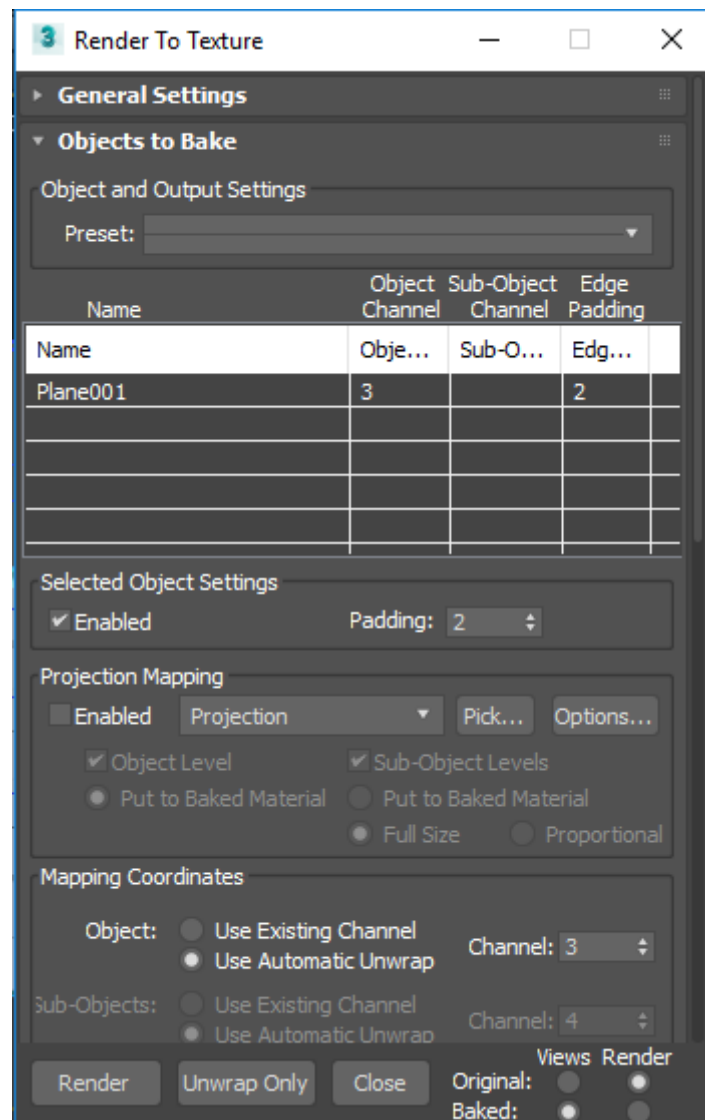 3 Render To Texture
General Settings
Objects to Bake
Object and Output Settings
Preset:
Name Object Channel Sub-Object Channel Edge Padding
Name Obje... Sub-O... Edg...
Plane001 3 2
Selected Object Settings
Enabled Padding: 2
Projection Mapping
Enabled Projection Pick... Options...
Object Level Sub-Object Levels
Put to Baked Material Put to Baked Material
Full Size Proportional
Mapping Coordinates
Object: Use Existing Channel
Use Automatic Unwrap Channel: 3
Sub-Objects: Use Existing Channel
Use Automatic Unwrap Channel: 4
Views Render
Render Unwrap Only Close Original:
Baked: